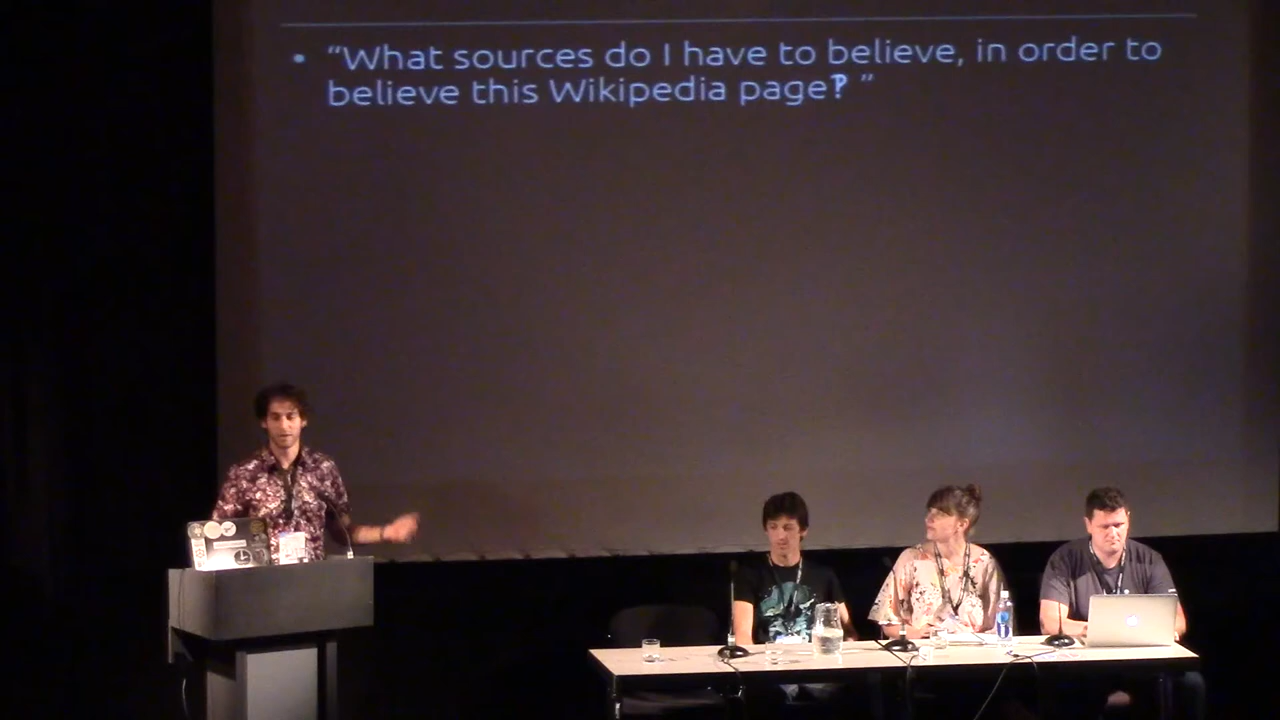 • “What sources do I have to believe, in order to
believe this Wikipedia page‽ ”